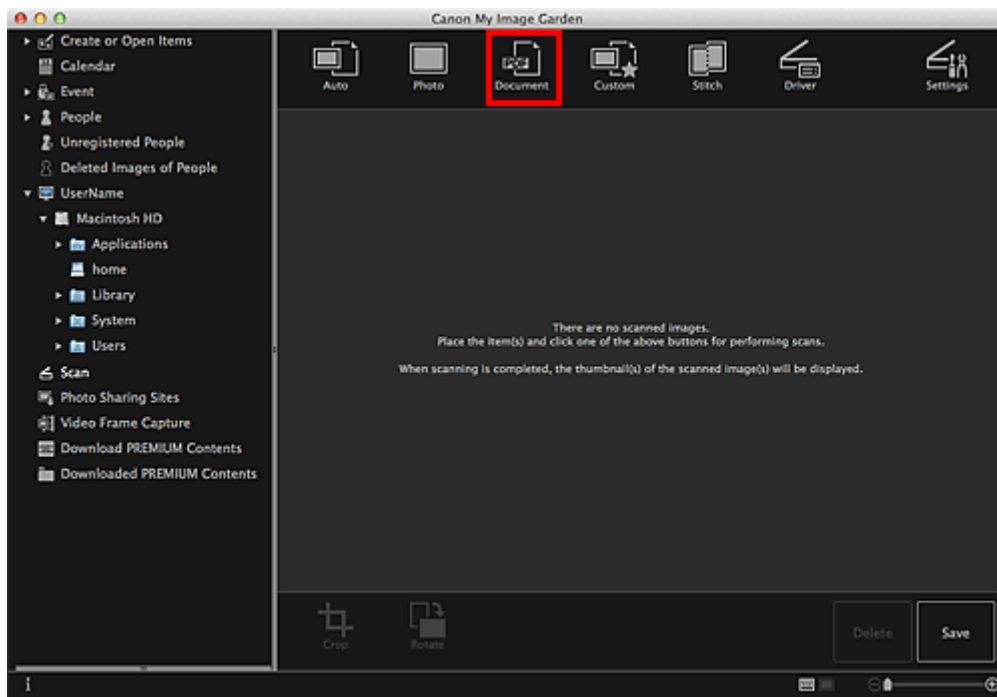 Canon My Image Garden
Create or Open Items
Calendar
Event
People
Unregistered People
Deleted Images of People
UserName
Macintosh HD
Applications
home
Library
System
Users
Scan
Photo Sharing Sites
Video Frame Capture
Download PREMIUM Contents
Downloaded PREMIUM Contents
Auto
Photo
PDF
Document
Custom
Stitch
Driver
Settings
There are no scanned images.
Place the item(s) and click one of the above buttons for performing scans.
When scanning is completed, the thumbnail(s) of the scanned image(s) will be displayed.
Crop
Rotate
Delete
Save